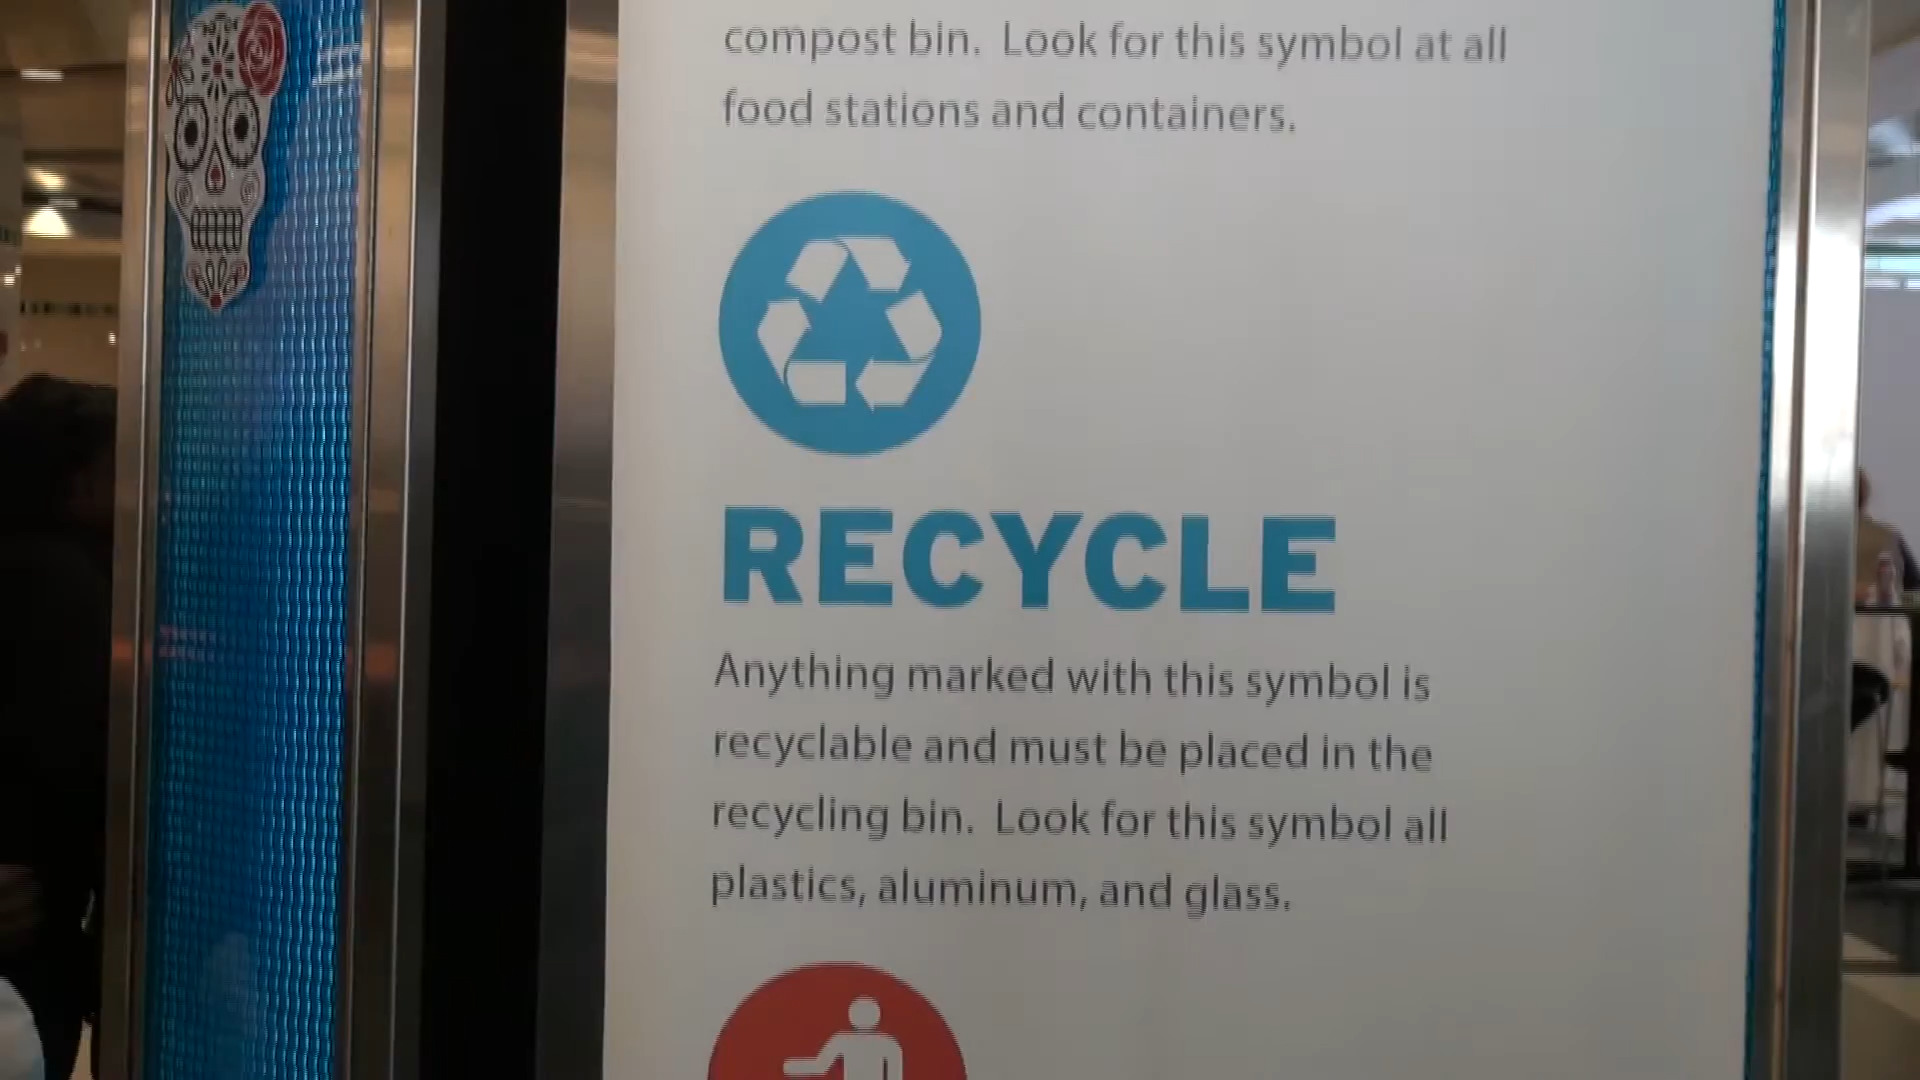 compost bin. Look for this symbol at all
food stations and containers.
RECYCLE
Anything marked with this symbol is
recyclable and must be placed in the
recycling bin. Look for this symbol all
plastics, aluminum, and glass.